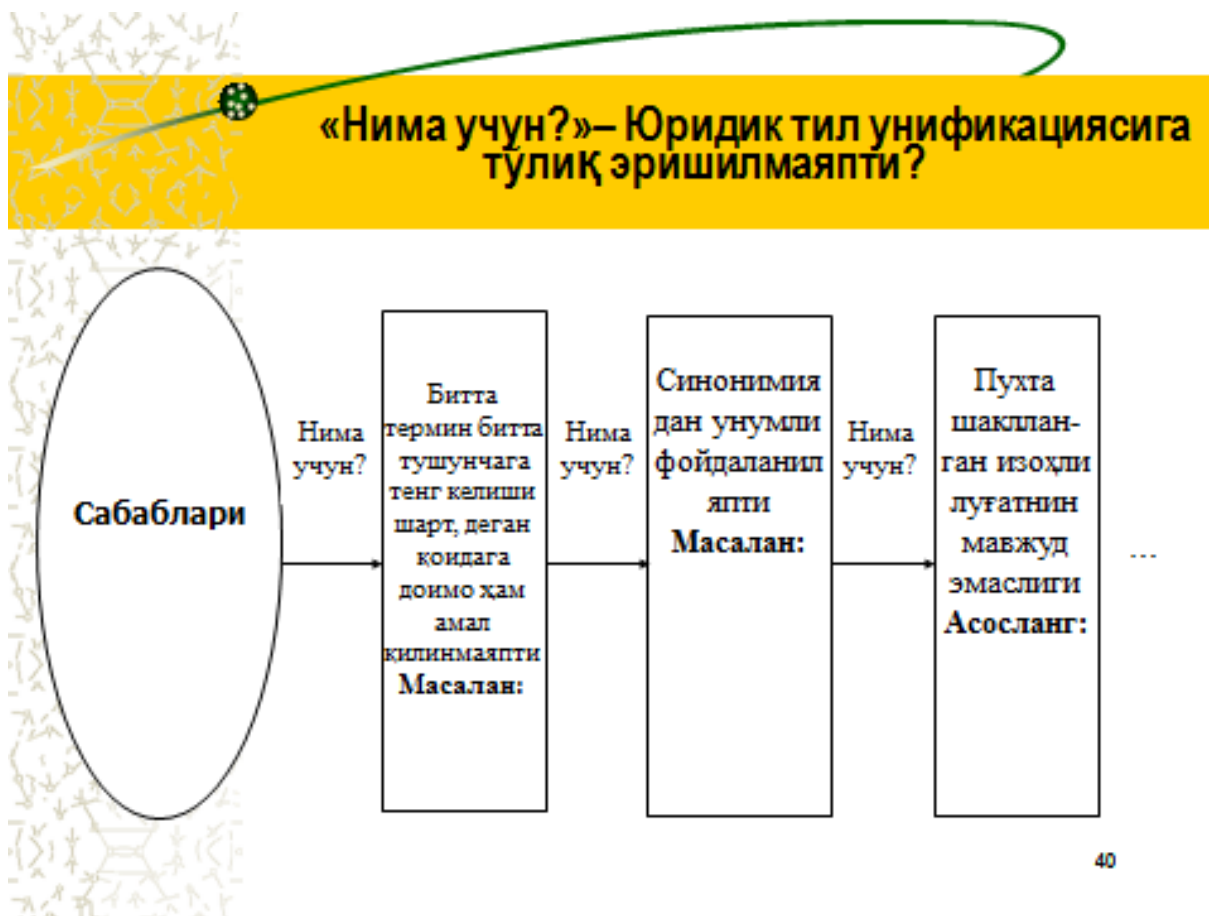 «Нима учун?»– Юридик тил унификациясига
тўлиқ эришилмаяпти?
Сабаблари
Нима
учун?
Битта
термин битта
тушунчага
тенг келиши
шарт, деган
қоидага
доимо ҳам
амал
қилинмаяпти
Масалан:
Нима
учун?
Синонимия
дан унумли
фойдаланил
япти
Масалан:
Нима
учун?
Пухта
шакллан-
ган изоҳли
луғатнин
мавжуд
эмаслиги
Асосланг:
...
40